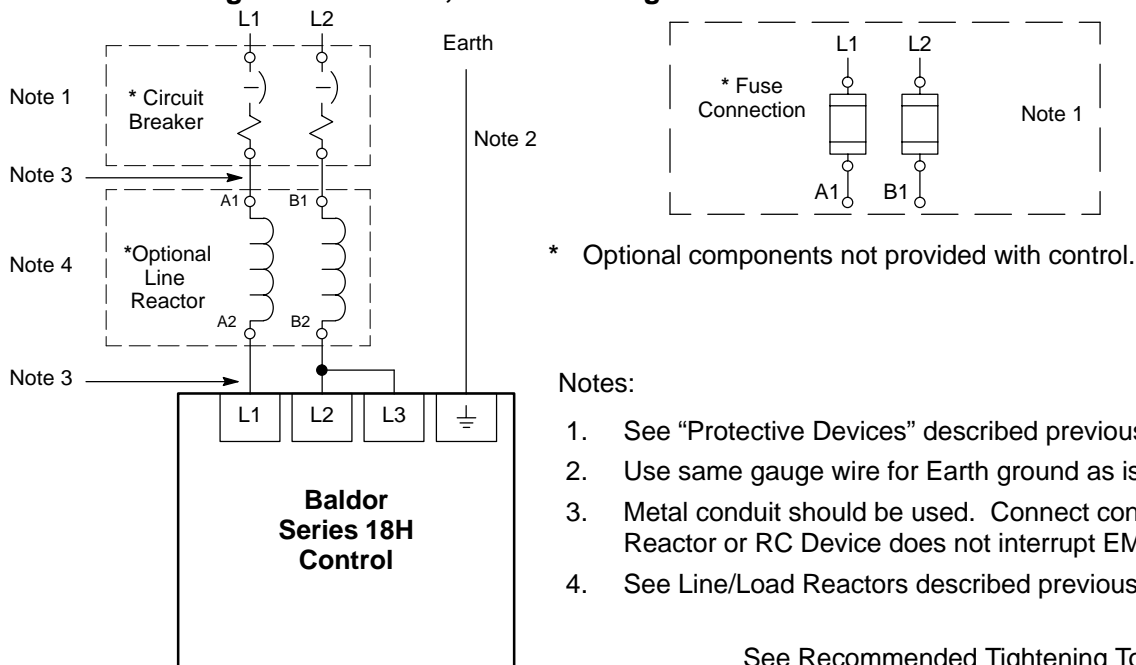 L1 L2
Earth
Note 1
* Circuit
Breaker
Note 2
Note 3
A1 B1
Note 4
*Optional
Line
Reactor
A2 B2
Note 3
L1 L2 L3
Baldor
Series 18H
Control
L1 L2
* Fuse
Connection
Note 1
A1 B1
* Optional components not provided with control.
Notes:
1. See “Protective Devices” described previous
2. Use same gauge wire for Earth ground as is
3. Metal conduit should be used. Connect con
Reactor or RC Device does not interrupt EM
4. See Line/Load Reactors described previous
See Recommended Tightening To